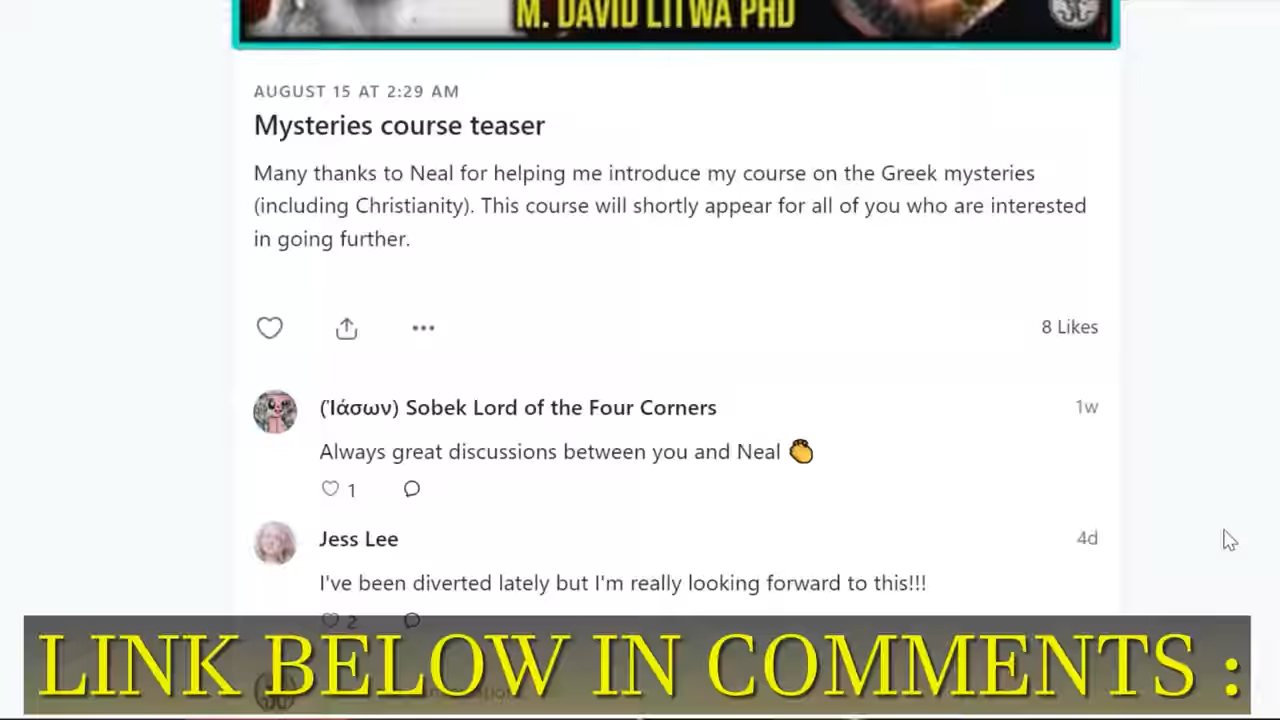 M. DAVID LITWA PHD
AUGUST 15 AT 2:29 AM
Mysteries course teaser
Many thanks to Neal for helping me introduce my course on the Greek mysteries
(including Christianity). This course will shortly appear for all of you who are interested
in going further.
8 Likes
(Ἰάσων) Sobek Lord of the Four Corners
1w
Always great discussions between you and Neal 👏
1
Jess Lee
4d
I've been diverted lately but I'm really looking forward to this!!!
2
LINK BELOW IN COMMENTS :